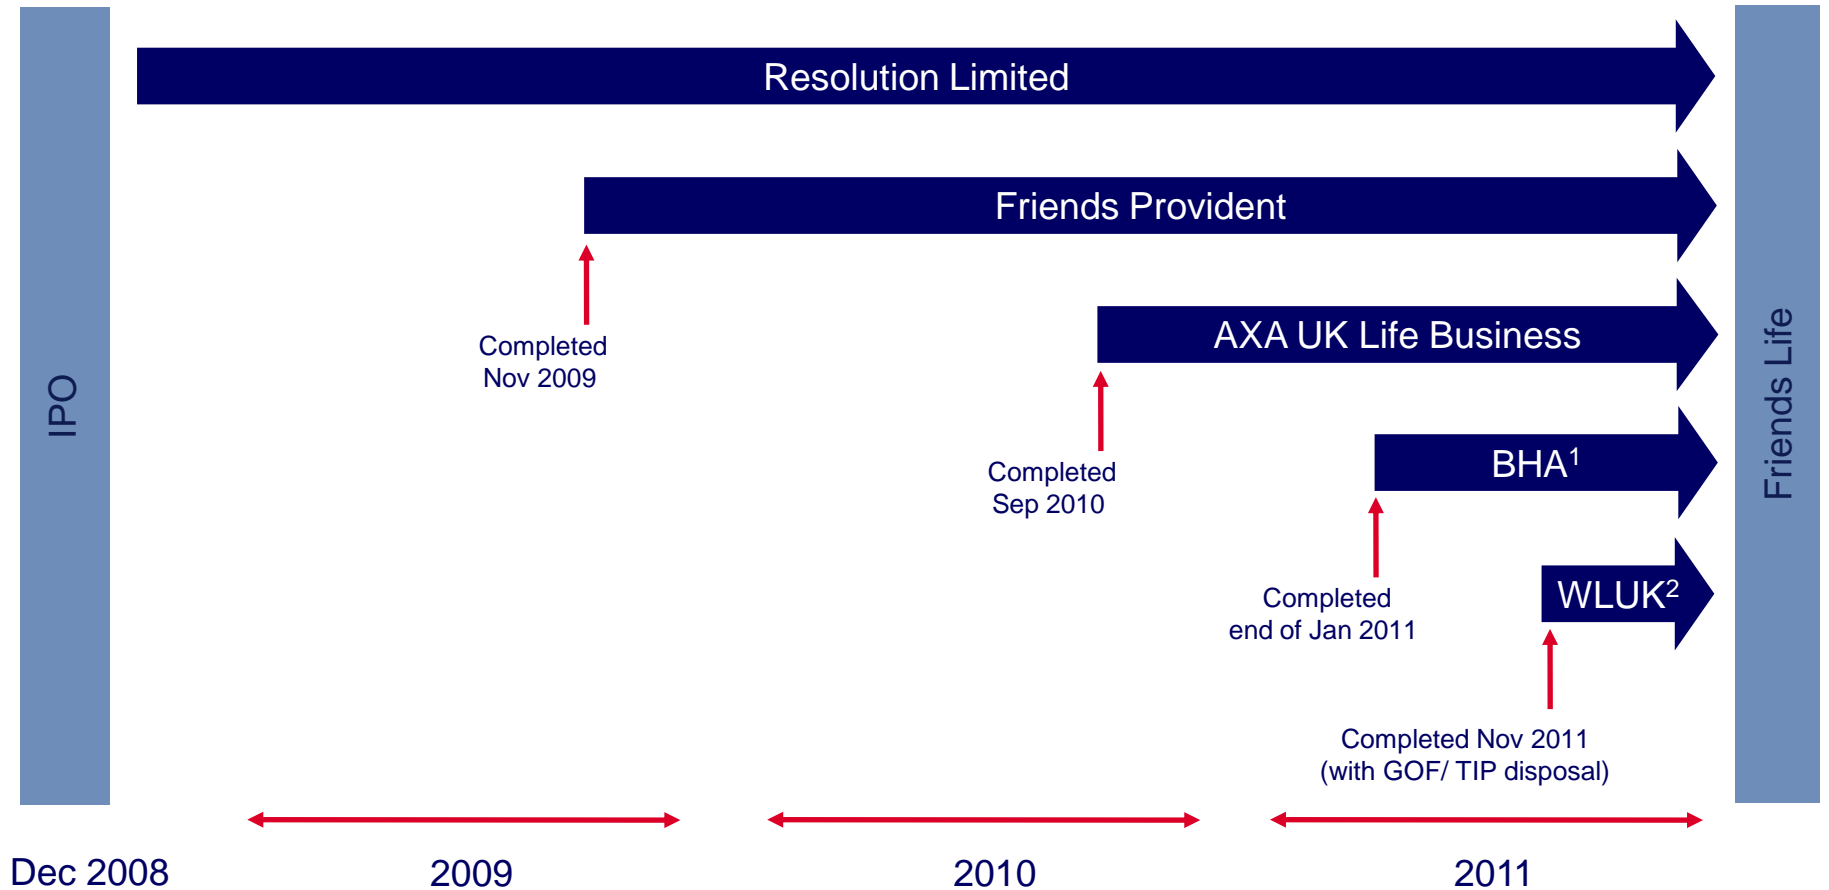 IPO
Resolution Limited
Friends Provident
Completed
Nov 2009
AXA UK Life Business
Completed
Sep 2010
BHA¹
Completed
end of Jan 2011
WLUK²
Completed Nov 2011
(with GOF/ TIP disposal)
Friends Life
Dec 2008
2009
2010
2011